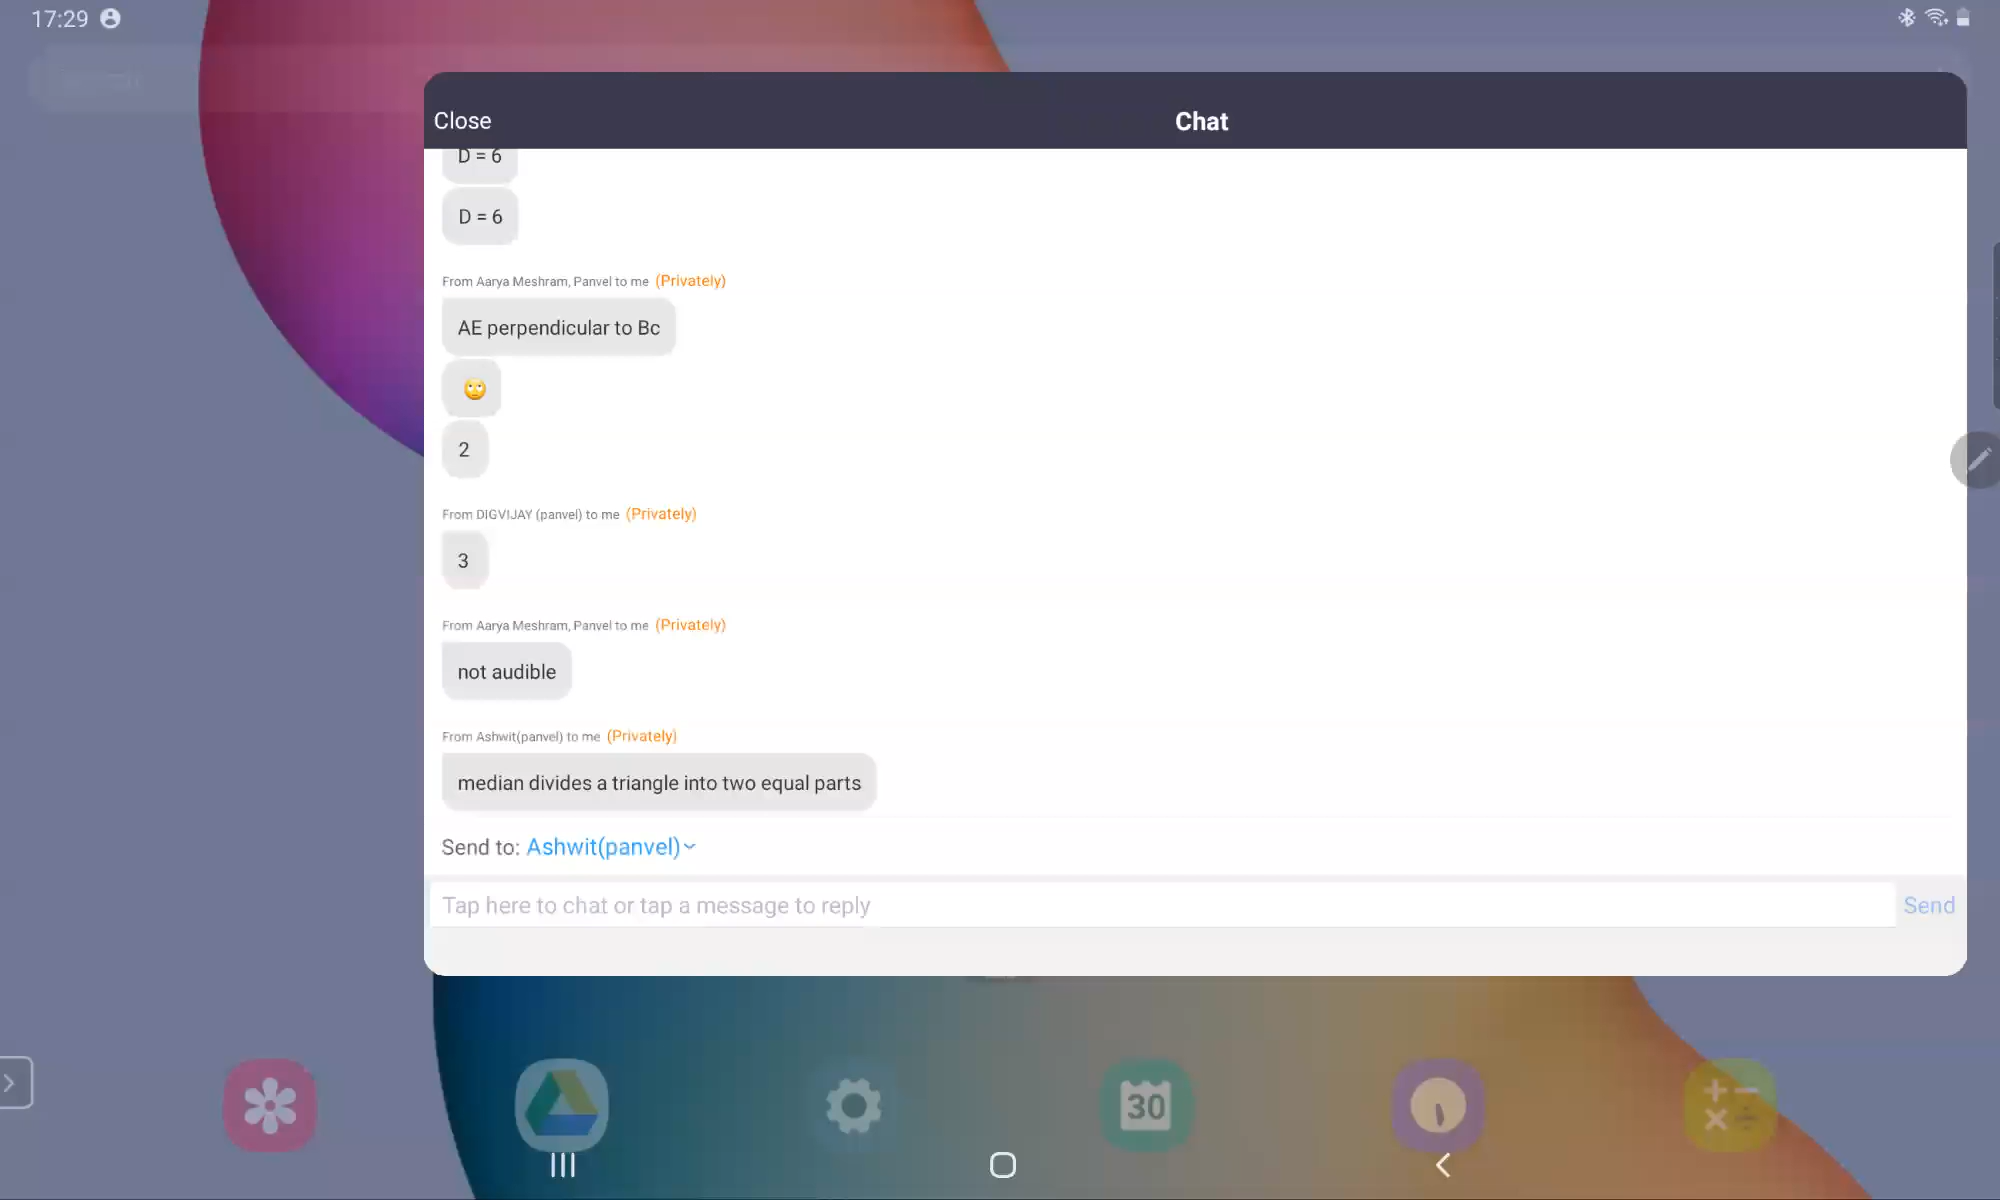 17:29
Close
Chat
D = 6
D = 6
From Aarya Meshram, Panvel to me (Privately)
AE perpendicular to Bc
🙄
2
From DIGVIJAY (panvel) to me (Privately)
3
From Aarya Meshram, Panvel to me (Privately)
not audible
From Ashwit(panvel) to me (Privately)
median divides a triangle into two equal parts
Send to: Ashwit(panvel)
Tap here to chat or tap a message to reply
Send
30